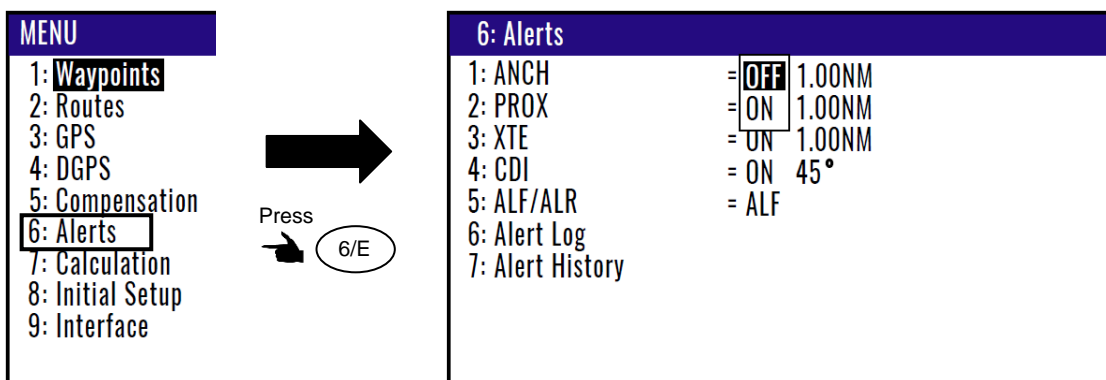 MENU
1: Waypoints
2: Routes
3: GPS
4: DGPS
5: Compensation
6: Alerts
7: Calculation
8: Initial Setup
9: Interface
Press
6/E
6: Alerts
1: ANCH = OFF 1.00NM
2: PROX = ON 1.00NM
3: XTE = ON 1.00NM
4: CDI = ON 45°
5: ALF/ALR = ALF
6: Alert Log
7: Alert History